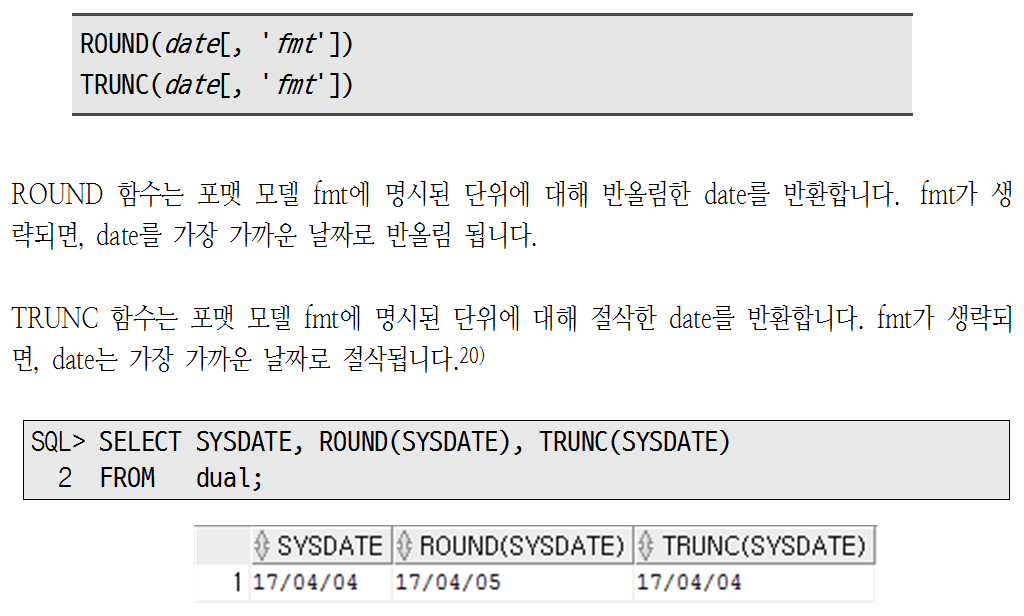 ROUND(date[, 'fmt'])
TRUNC(date[, 'fmt'])
ROUND 함수는 포맷 모델 fmt에 명시된 단위에 대해 반올림한 date를 반환합니다. fmt가 생
략되면, date를 가장 가까운 날짜로 반올림 됩니다.
TRUNC 함수는 포맷 모델 fmt에 명시된 단위에 대해 절삭한 date를 반환합니다. fmt가 생략되
면, date는 가장 가까운 날짜로 절삭됩니다.20)
SQL> SELECT SYSDATE, ROUND(SYSDATE), TRUNC(SYSDATE)
2 FROM dual;
SYSDATE ROUND(SYSDATE) TRUNC(SYSDATE)
1 17/04/04 17/04/05 17/04/04